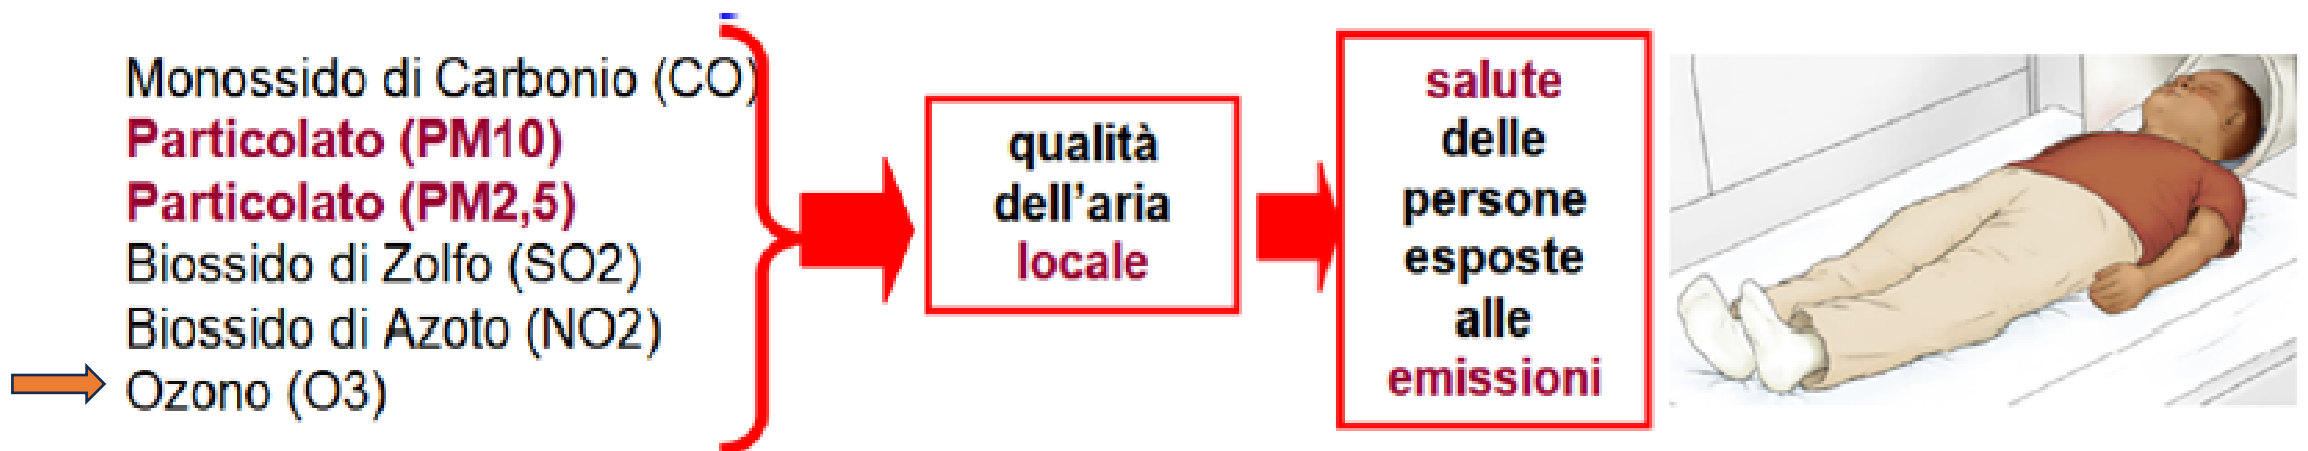 Monossido di Carbonio (CO)
Particolato (PM10)
Particolato (PM2,5)
Biossido di Zolfo (SO2)
Biossido di Azoto (NO2)
Ozono (O3)
qualità
dell'aria
locale
salute
delle
persone
esposte
alle
emissioni